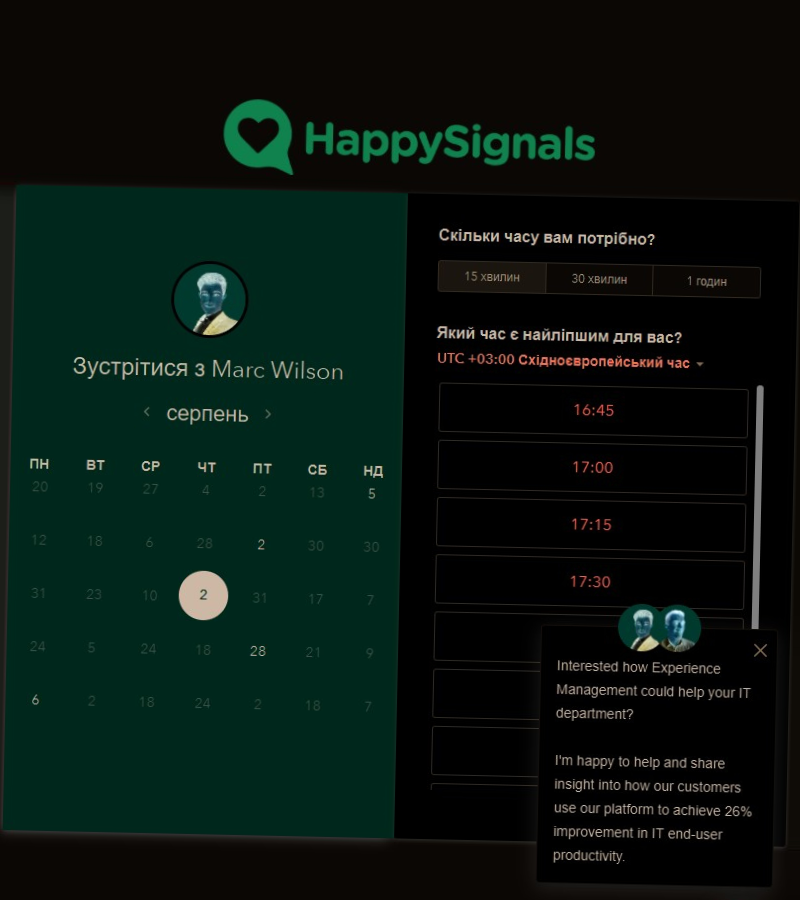 HappySignals
Зустрітися з Marc Wilson
серпень
ПН ВТ СР ЧТ ПТ СБ НД
20 19 27 4 2 13 5
12 18 6 28 2 30 30
31 23 10 2 31 17 7
24 5 24 18 28 21 9
6 2 18 24 2 18 7
Скільки часу вам потрібно?
15 хвилин 30 хвилин 1 годин
Який час є найліпшим для вас?
UTC +03:00 Східноєвропейський час
16:45
17:00
17:15
17:30
Interested how Experience
Management could help your IT
department?
I'm happy to help and share
insight into how our customers
use our platform to achieve 26%
improvement in IT end-user
productivity.